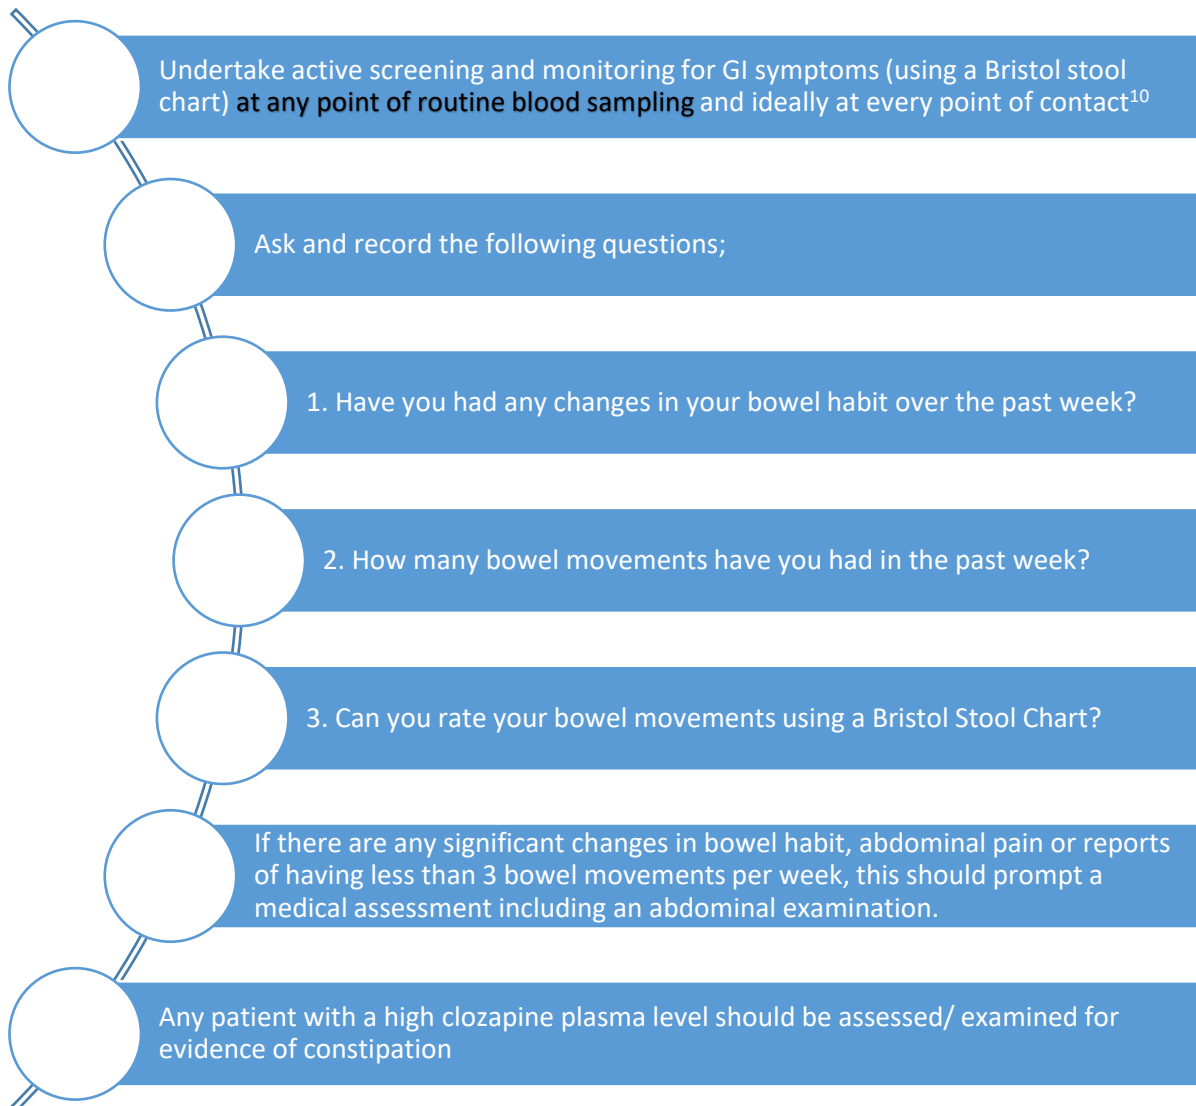 Undertake active screening and monitoring for GI symptoms (using a Bristol stool
chart) at any point of routine blood sampling and ideally at every point of contact¹⁰
Ask and record the following questions;
1. Have you had any changes in your bowel habit over the past week?
2. How many bowel movements have you had in the past week?
3. Can you rate your bowel movements using a Bristol Stool Chart?
If there are any significant changes in bowel habit, abdominal pain or reports
of having less than 3 bowel movements per week, this should prompt a
medical assessment including an abdominal examination.
Any patient with a high clozapine plasma level should be assessed/ examined for
evidence of constipation